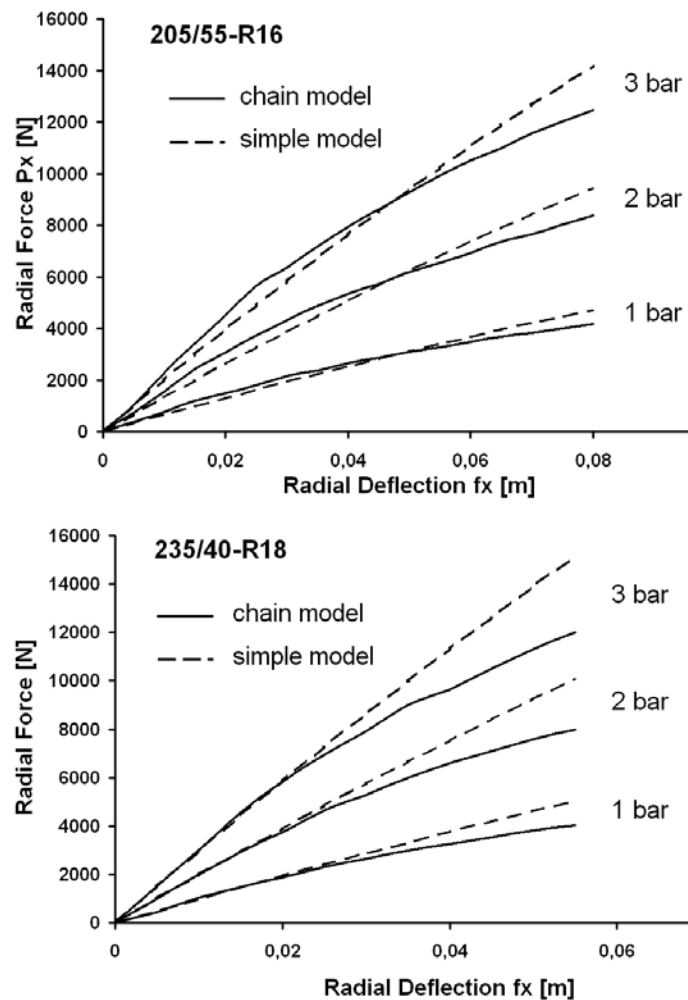 16000
205/55-R16
14000
3 bar
chain model
12000
simple model
10000
2 bar
8000
6000
1 bar
4000
2000
0
0 0,02 0,04 0,06 0,08
Radial Force Px [N]
Radial Deflection fx [m]
16000
235/40-R18
14000
3 bar
chain model
12000
simple model
10000
2 bar
8000
6000
1 bar
4000
2000
0
0 0,02 0,04 0,06
Radial Force [N]
Radial Deflection fx [m]